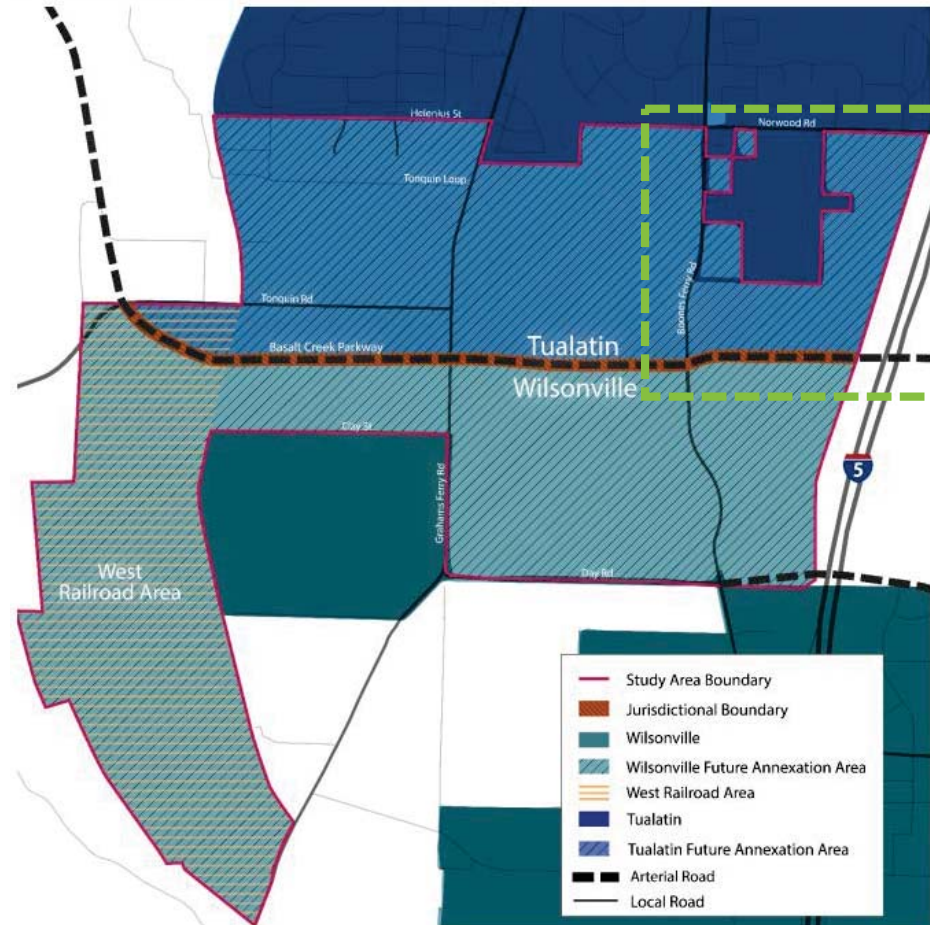 Helenius St
Norwood Rd
Tonquin Loop
Boones Ferry Rd
Tonquin Rd
Basalt Creek Parkway
Tualatin
Wilsonville
Clay St
Grahams Ferry Rd
5
West
Railroad Area
Day Rd
Study Area Boundary
Jurisdictional Boundary
Wilsonville
Wilsonville Future Annexation Area
West Railroad Area
Tualatin
Tualatin Future Annexation Area
Arterial Road
Local Road